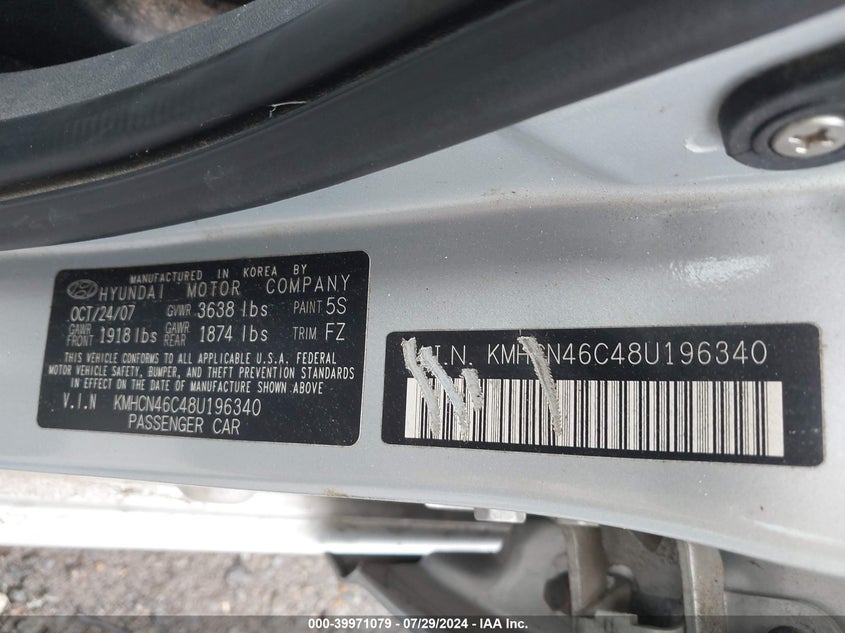 MANUFACTURED IN KOREA BY
HYUNDAI MOTOR COMPANY
OCT/24/07 GVWR 3638 lbs PAINT 5S
GAWR FRONT 1918 lbs GAWR REAR 1874 lbs TRIM FZ
THIS VEHICLE CONFORMS TO ALL APPLICABLE U.S.A. FEDERAL
MOTOR VEHICLE SAFETY, BUMPER, AND THEFT PREVENTION STANDARDS
IN EFFECT ON THE DATE OF MANUFACTURE SHOWN ABOVE
V.I.N KMHCN46C48U196340
PASSENGER CAR
V.I.N. KMHCN46C48U196340
000-39971079 - 07/29/2024 - IAA Inc.